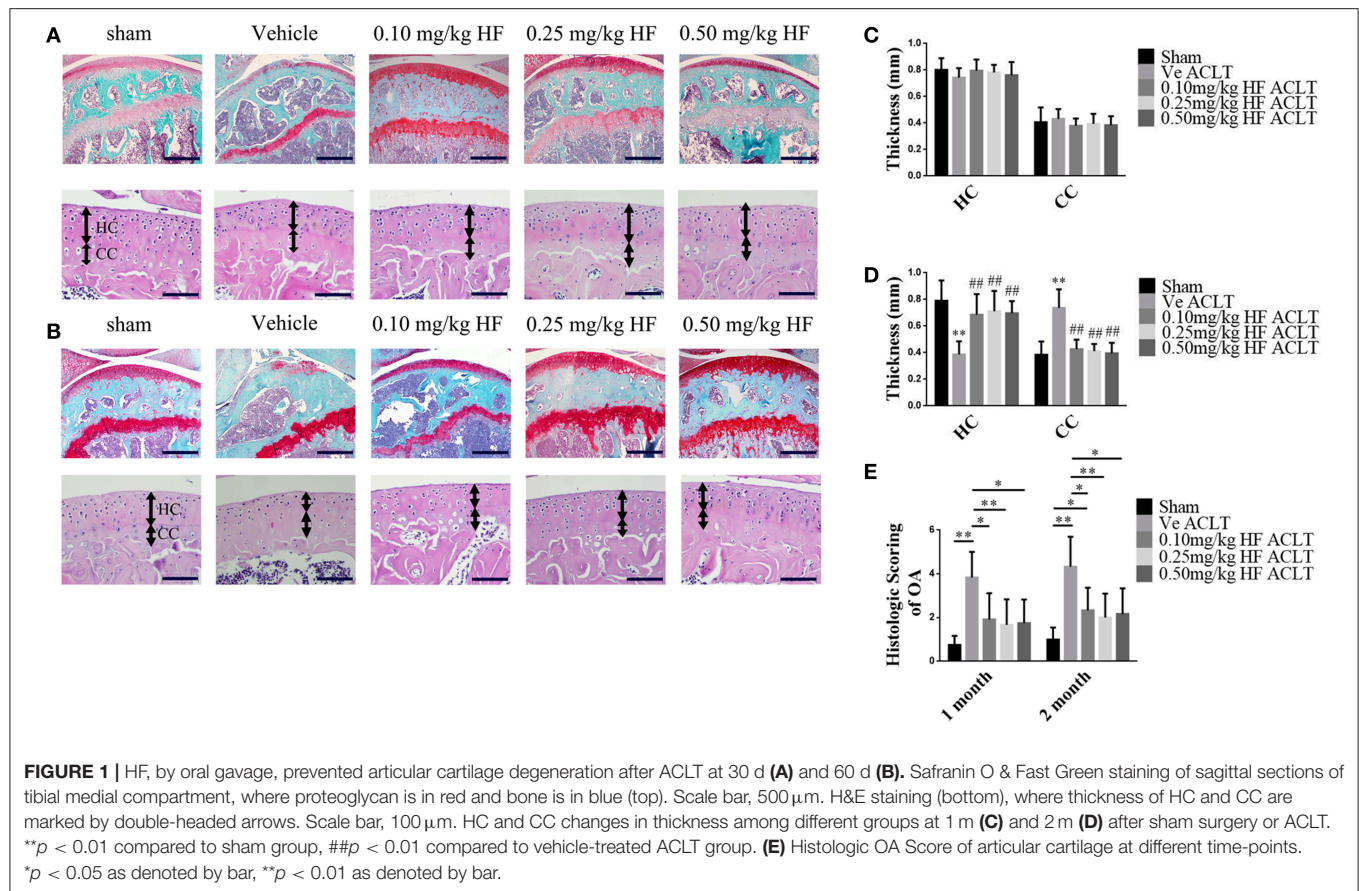 A
sham Vehicle 0.10 mg/kg HF 0.25 mg/kg HF 0.50 mg/kg HF
HC
CC
B
sham Vehicle 0.10 mg/kg HF 0.25 mg/kg HF 0.50 mg/kg HF
HC
CC
C
Thickness (mm)
1.0
0.8
0.6
0.4
0.2
0.0
HC CC
Sham
Ve ACLT
0.10mg/kg HF ACLT
0.25mg/kg HF ACLT
0.50mg/kg HF ACLT
D
Thickness (mm)
1.0
0.8
0.6
0.4
0.2
0.0
** ## ## ## ** ## ## ##
HC CC
Sham
Ve ACLT
0.10mg/kg HF ACLT
0.25mg/kg HF ACLT
0.50mg/kg HF ACLT
E
Histologic Scoring
of OA
6
4
2
0
*
**
*
**
*
**
*
*
**
1 month 2 month
Sham
Ve ACLT
0.10mg/kg HF ACLT
0.25mg/kg HF ACLT
0.50mg/kg HF ACLT
FIGURE 1 | HF, by oral gavage, prevented articular cartilage degeneration after ACLT at 30 d (A) and 60 d (B). Safranin O & Fast Green staining of sagittal sections of
tibial medial compartment, where proteoglycan is in red and bone is in blue (top). Scale bar, 500 μm. H&E staining (bottom), where thickness of HC and CC are
marked by double-headed arrows. Scale bar, 100 μm. HC and CC changes in thickness among different groups at 1 m (C) and 2 m (D) after sham surgery or ACLT.
**p < 0.01 compared to sham group, ##p < 0.01 compared to vehicle-treated ACLT group. (E) Histologic OA Score of articular cartilage at different time-points.
*p < 0.05 as denoted by bar, **p < 0.01 as denoted by bar.